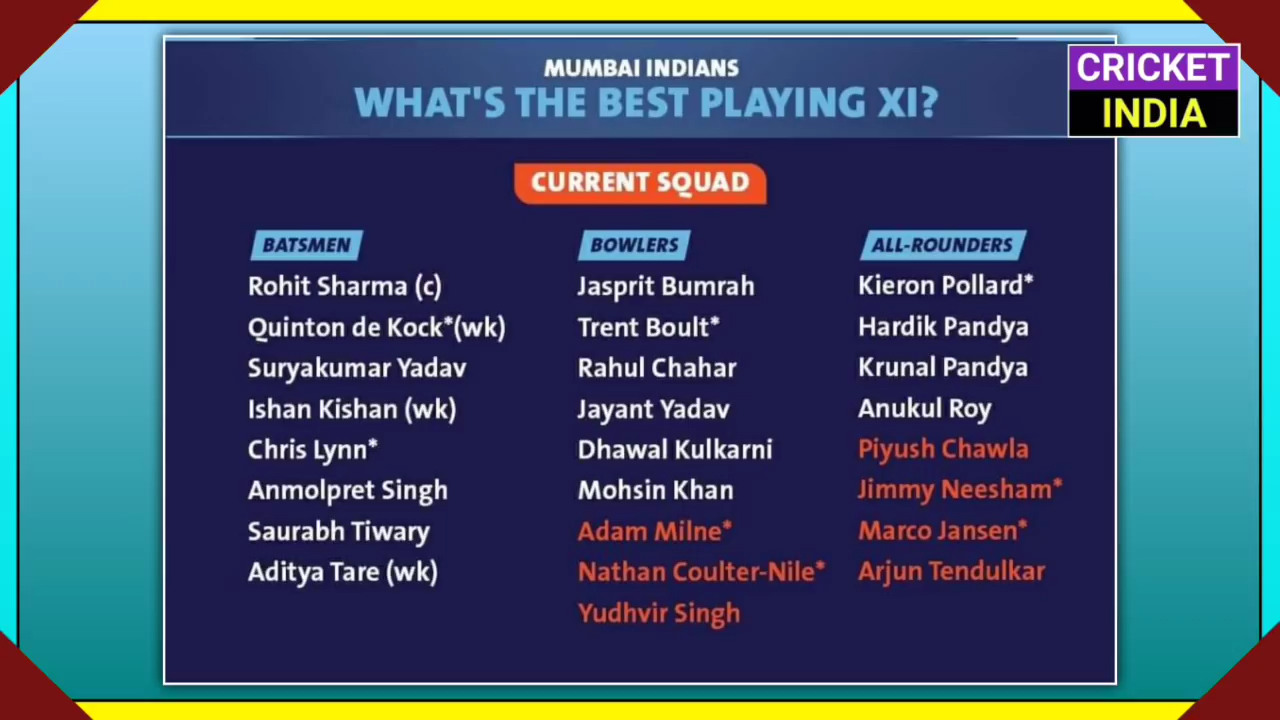 MUMBAI INDIANS
WHAT'S THE BEST PLAYING XI?
CRICKET
INDIA
CURRENT SQUAD
BATSMEN
Rohit Sharma (c)
Quinton de Kock*(wk)
Suryakumar Yadav
Ishan Kishan (wk)
Chris Lynn*
Anmolpret Singh
Saurabh Tiwary
Aditya Tare (wk)
BOWLERS
Jasprit Bumrah
Trent Boult*
Rahul Chahar
Jayant Yadav
Dhawal Kulkarni
Mohsin Khan
Adam Milne*
Nathan Coulter-Nile*
Yudhvir Singh
ALL-ROUNDERS
Kieron Pollard*
Hardik Pandya
Krunal Pandya
Anukul Roy
Piyush Chawla
Jimmy Neesham*
Marco Jansen*
Arjun Tendulkar